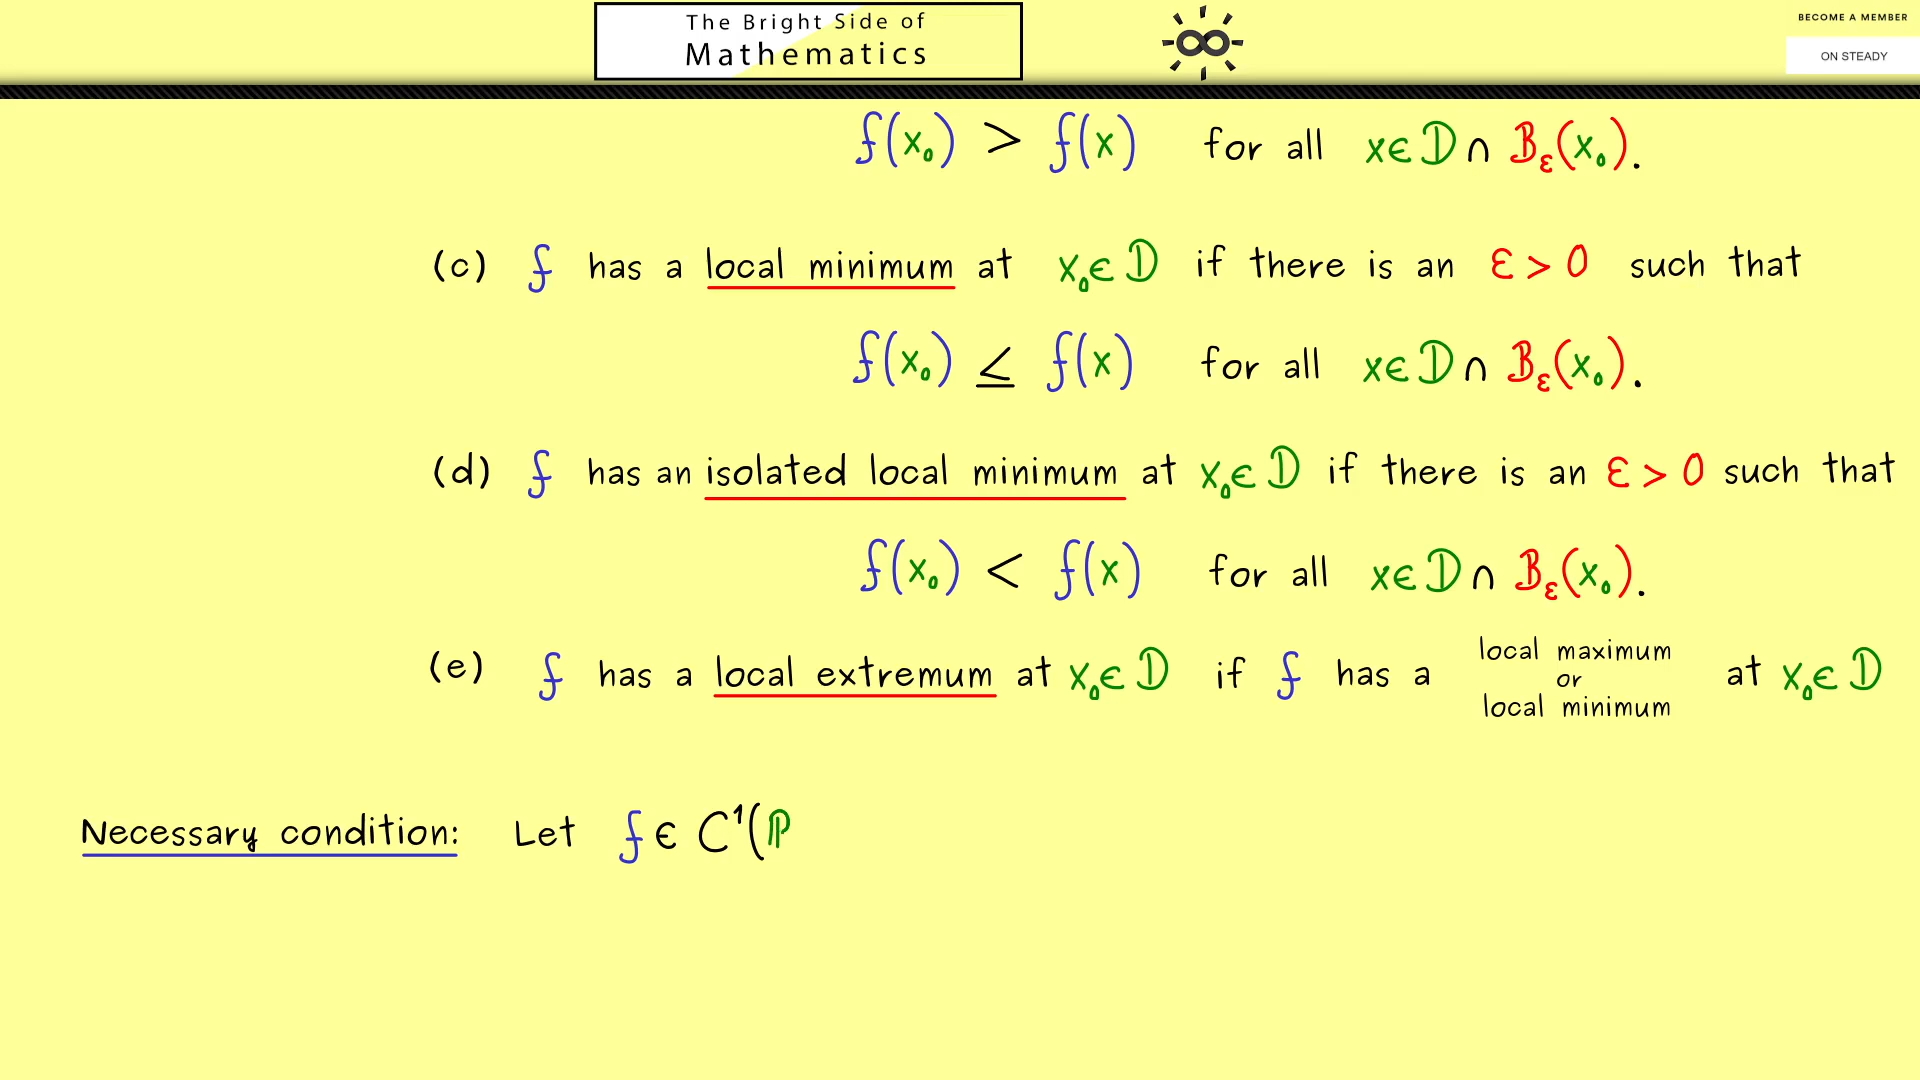 The Bright Side of
Mathematics
BECOME A MEMBER
ON STEADY
f(x₀) > f(x) for all x∈D∩B_ε(x₀).
(c) f has a local minimum at x₀∈D if there is an ε>0 such that
f(x₀) ≤ f(x) for all x∈D∩B_ε(x₀).
(d) f has an isolated local minimum at x₀∈D if there is an ε>0 such that
f(x₀) < f(x) for all x∈D∩B_ε(x₀).
(e) f has a local extremum at x₀∈D if f has a local maximum or local minimum at x₀∈D
Necessary condition: Let f∈ C¹(